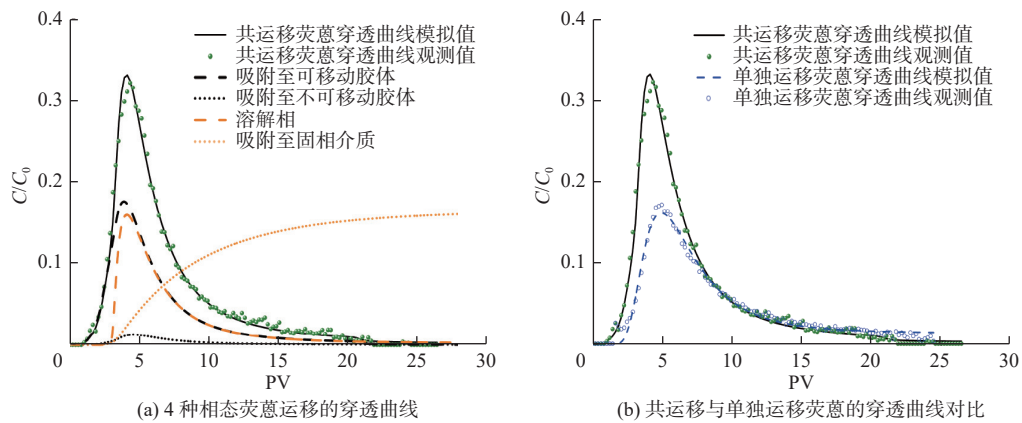 0.4
0.3
0.2
0.1
0
C/C0
共运移荧蒽穿透曲线模拟值
共运移荧蒽穿透曲线观测值
吸附至可移动胶体
吸附至不可移动胶体
溶解相
吸附至固相介质
0 5 10 15 20 25 30
PV
(a) 4 种相态荧蒽运移的穿透曲线
0.4
0.3
0.2
0.1
0
C/C0
共运移荧蒽穿透曲线模拟值
共运移荧蒽穿透曲线观测值
单独运移荧蒽穿透曲线模拟值
单独运移荧蒽穿透曲线观测值
0 5 10 15 20 25 30
PV
(b) 共运移与单独运移荧蒽的穿透曲线对比